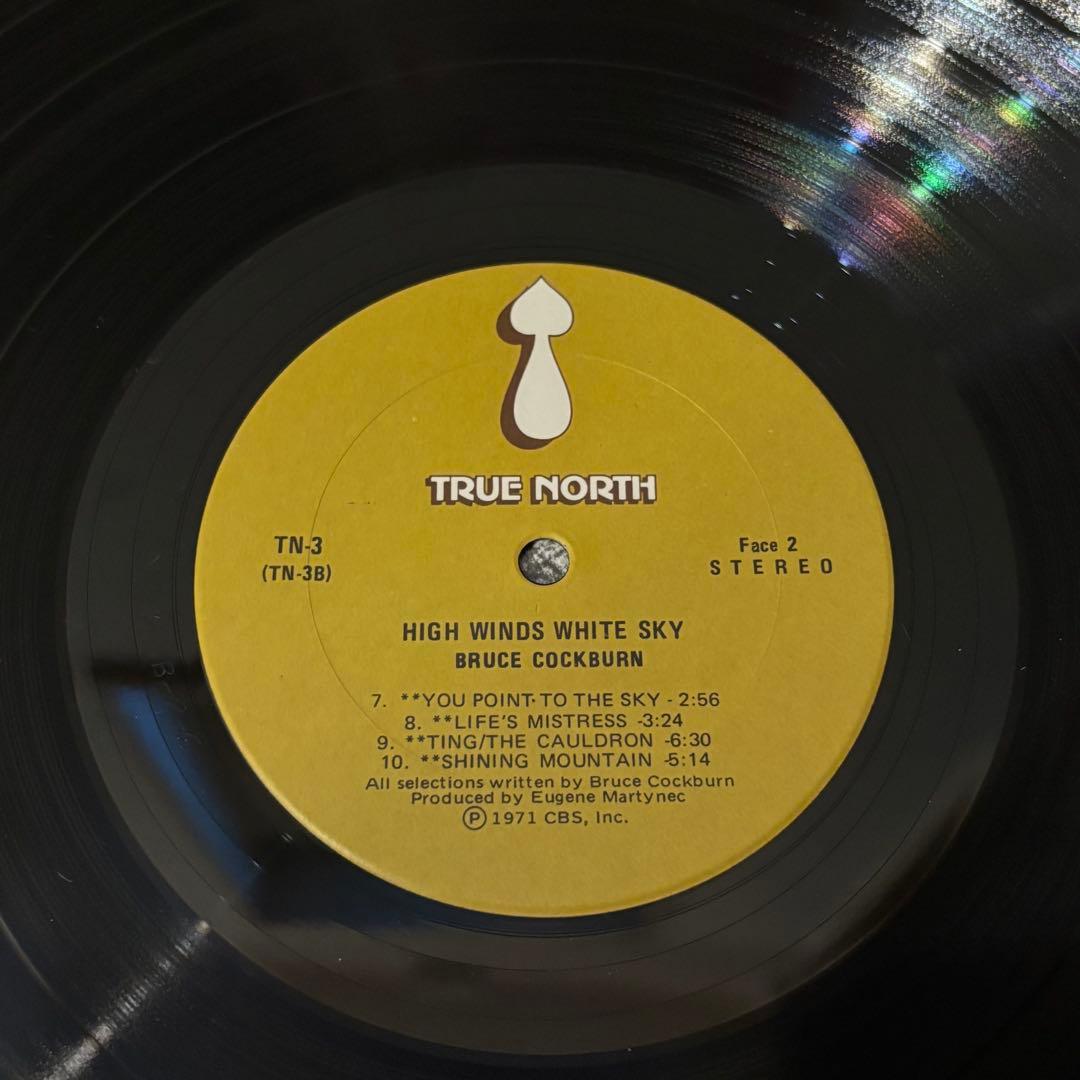 TRUE NORTH
TN-3
(TN-3B)
Face 2
STEREO
HIGH WINDS WHITE SKY
BRUCE COCKBURN
7. **YOU POINT TO THE SKY - 2:56
8. **LIFE'S MISTRESS -3:24
9. **TING/THE CAULDRON -6:30
10. **SHINING MOUNTAIN -5:14
All selections written by Bruce Cockburn
Produced by Eugene Martynec
Ⓟ 1971 CBS, Inc.